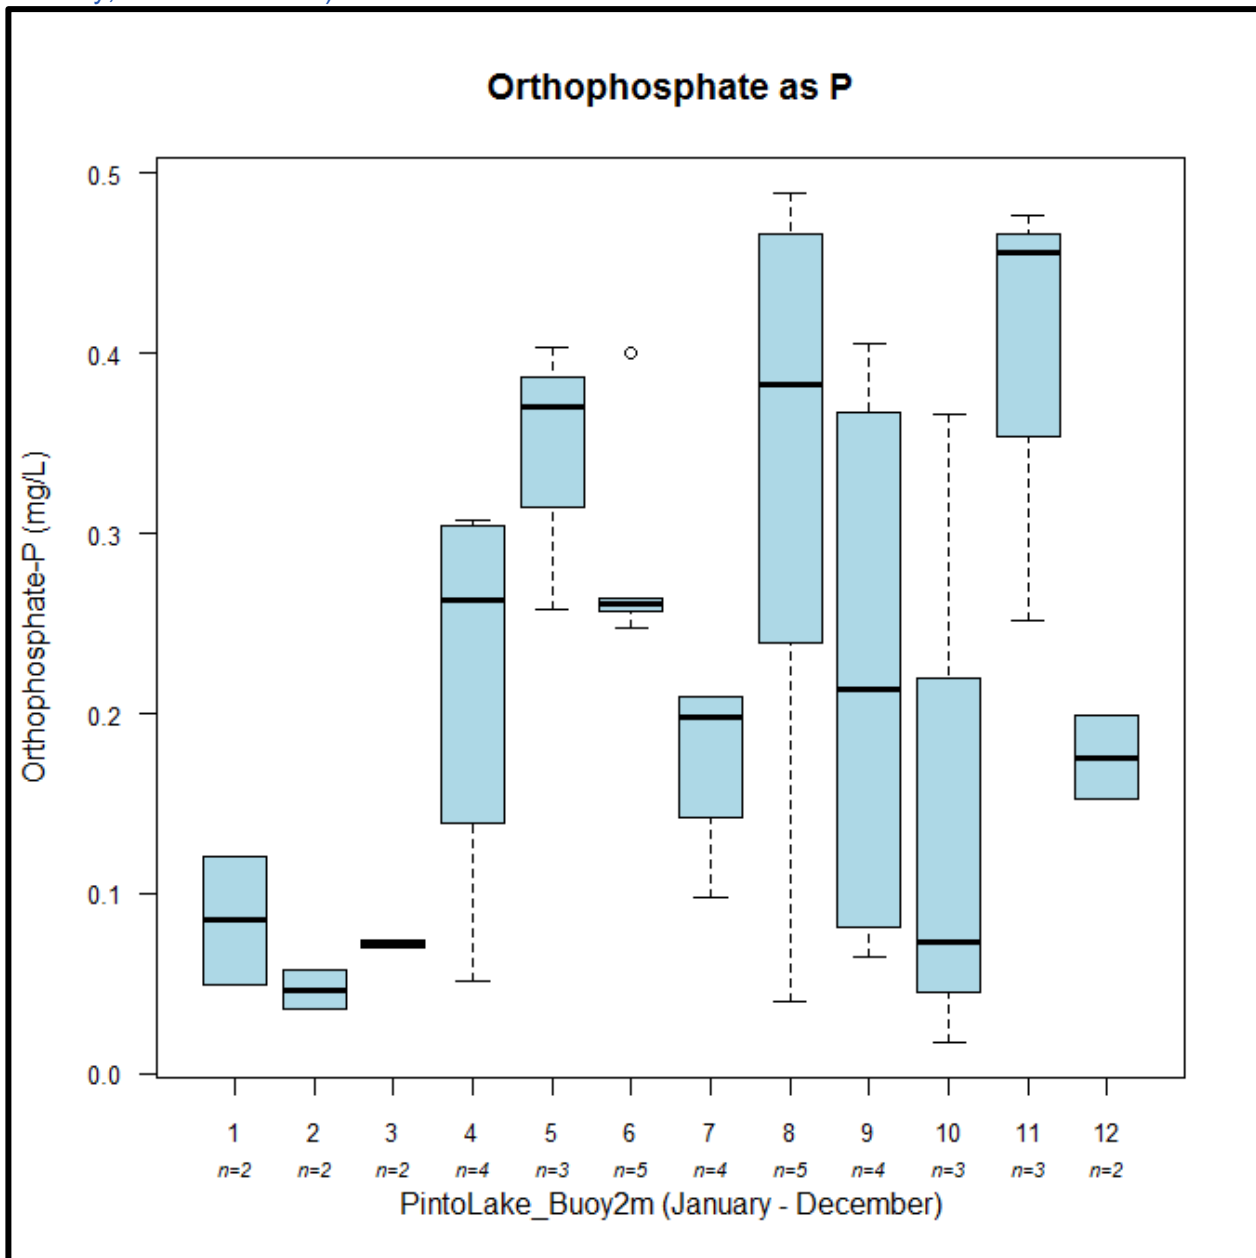 Orthophosphate as P
Orthophosphate-P (mg/L)
0.5
0.4
0.3
0.2
0.1
0.0
1 2 3 4 5 6 7 8 9 10 11 12
n=2 n=2 n=2 n=4 n=3 n=5 n=4 n=5 n=4 n=3 n=3 n=2
PintoLake_Buoy2m (January - December)